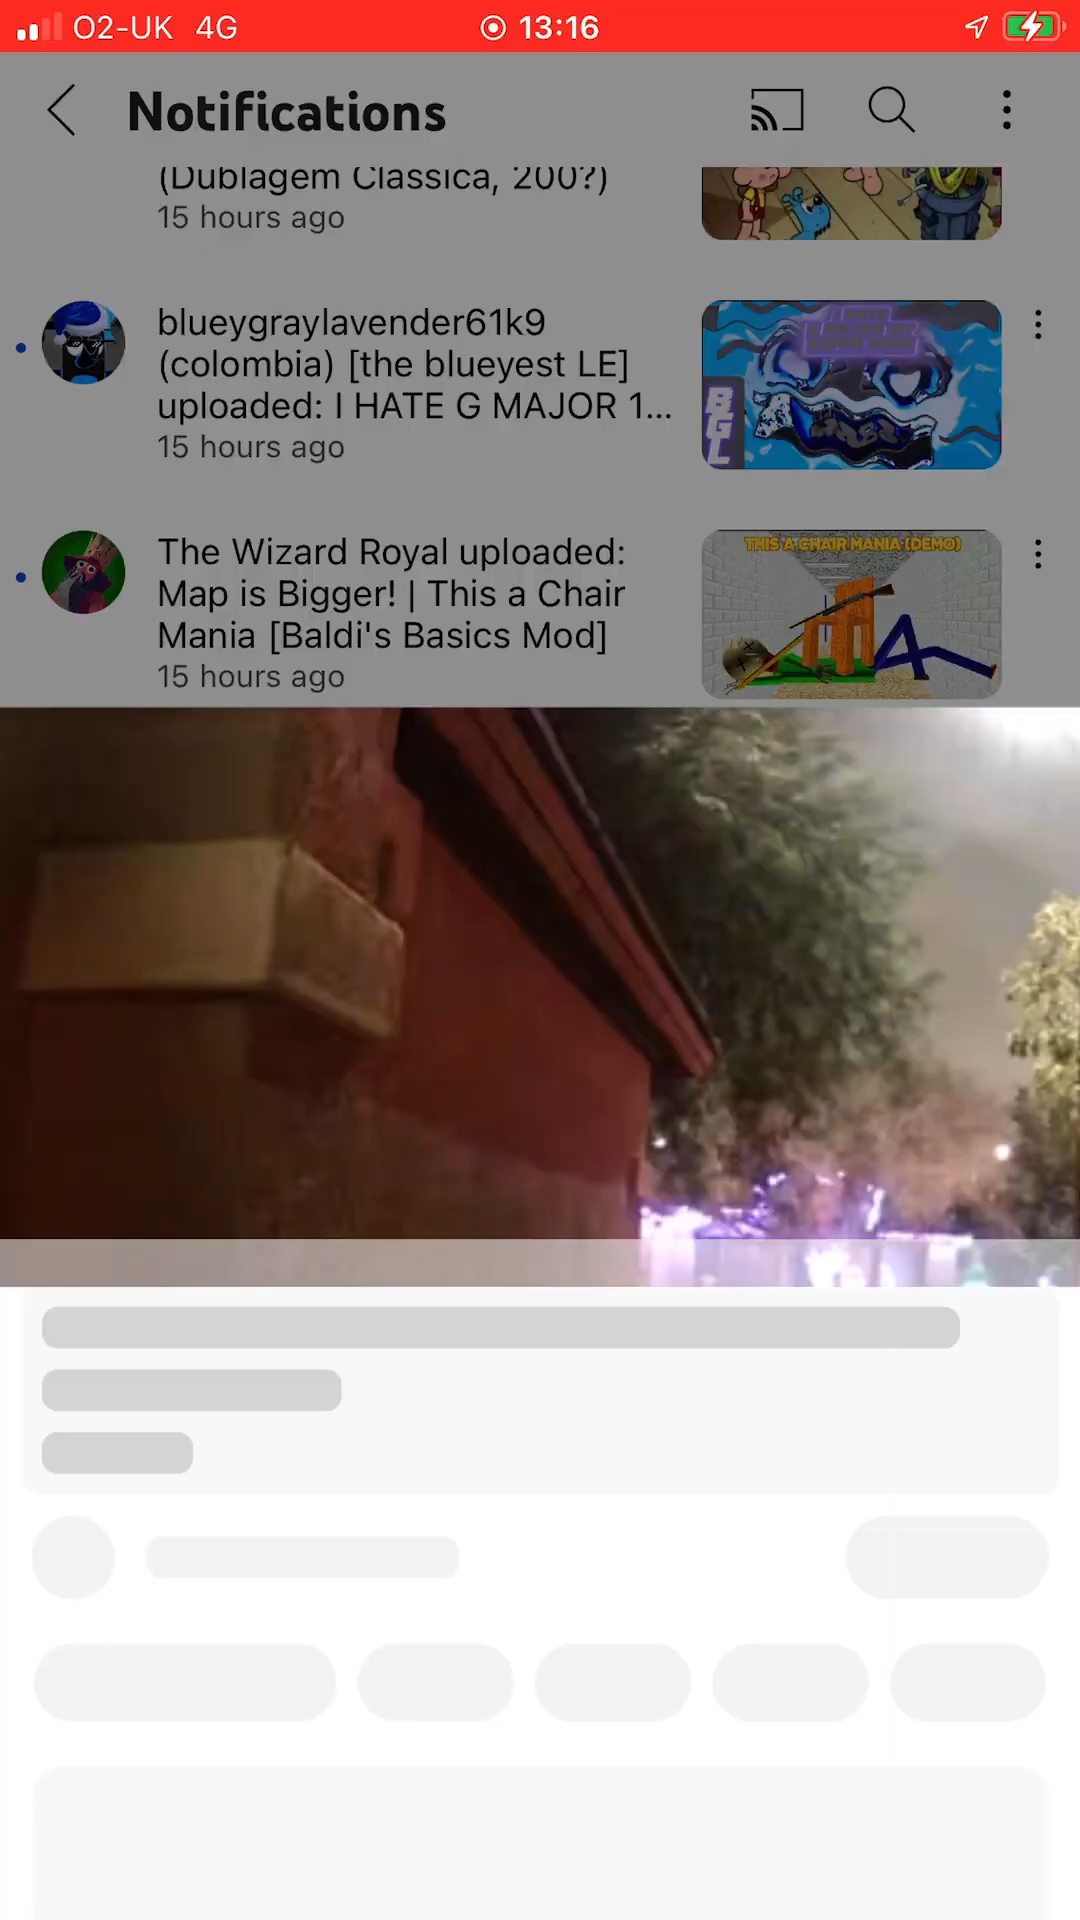 O2-UK 4G 13:16
Notifications
(Dublagem Classica, 200?)
15 hours ago
blueygraylavender61k9
(colombia) [the blueyest LE]
uploaded: I HATE G MAJOR 1...
15 hours ago
BGL
The Wizard Royal uploaded:
Map is Bigger! | This a Chair
Mania [Baldi's Basics Mod]
15 hours ago
THIS A CHAIR MANIA (DEMO)